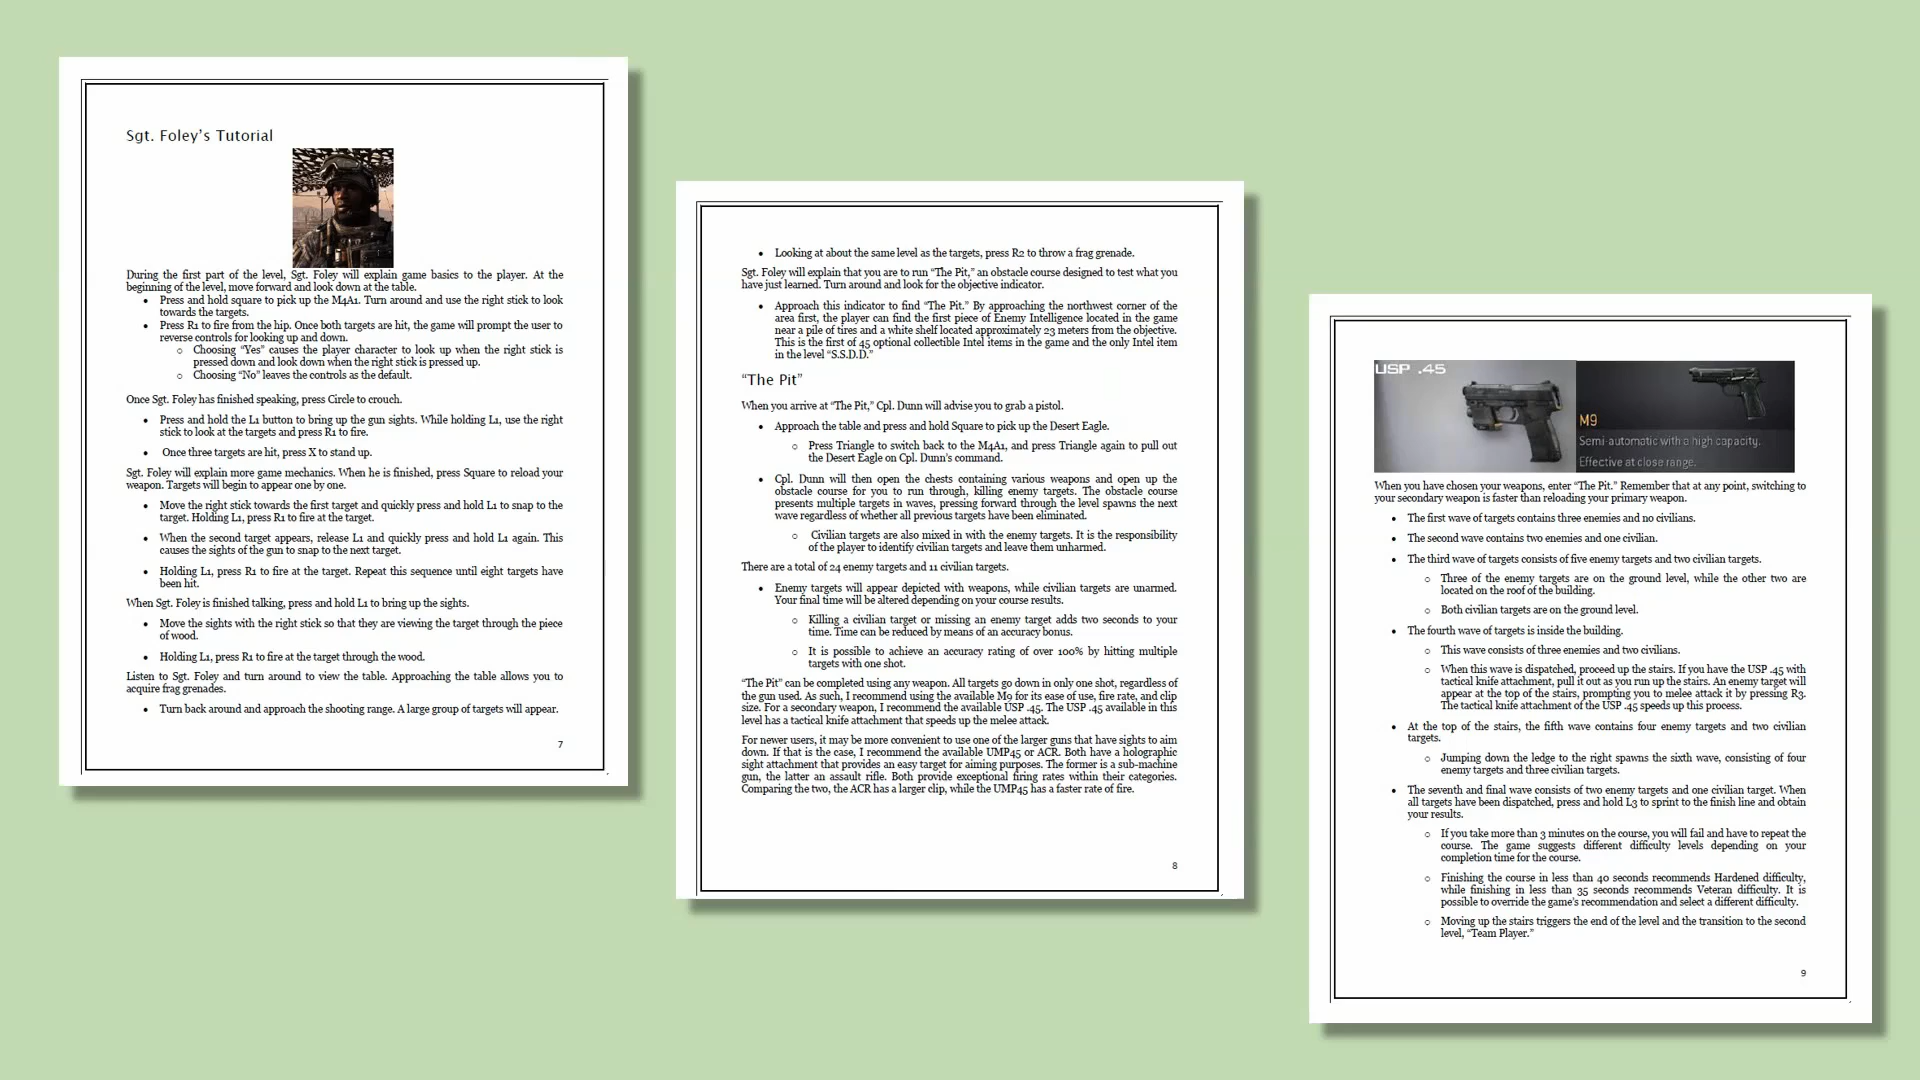 Sgt. Foley's Tutorial
During the first part of the level, Sgt. Foley will explain game basics to the player. At the
beginning of the level, move forward and look down at the table.
• Press and hold square to pick up the M4A1. Turn around and use the right stick to look
towards the targets.
• Press R1 to fire from the hip. Once both targets are hit, the game will prompt the user to
reverse controls for looking up and down.
o Choosing “Yes” causes the player character to look up when the right stick is
pressed down and look down when the right stick is pressed up.
o Choosing “No” leaves the controls as the default.
Once Sgt. Foley has finished speaking, press Circle to crouch.
• Press and hold the L1 button to bring up the gun sights. While holding L1, use the right
stick to look at the targets and press R1 to fire.
• Once three targets are hit, press X to stand up.
Sgt. Foley will explain more game mechanics. When he is finished, press Square to reload your
weapon. Targets will begin to appear one by one.
• Move the right stick towards the first target and quickly press and hold L1 to snap to the
target. Holding L1, press R1 to fire at the target.
• When the second target appears, release L1 and quickly press and hold L1 again. This
causes the sights of the gun to snap to the next target.
• Holding L1, press R1 to fire at the target. Repeat this sequence until eight targets have
been hit.
When Sgt. Foley is finished talking, press and hold L1 to bring up the sights.
• Move the sights with the right stick so that they are viewing the target through the piece
of wood.
• Holding L1, press R1 to fire at the target through the wood.
Listen to Sgt. Foley and turn around to view the table. Approaching the table allows you to
acquire frag grenades.
• Turn back around and approach the shooting range. A large group of targets will appear.
7
• Looking at about the same level as the targets, press R2 to throw a frag grenade.
Sgt. Foley will explain that you are to run “The Pit,” an obstacle course designed to test what you
have just learned. Turn around and look for the objective indicator.
• Approach this indicator to find “The Pit.” By approaching the northwest corner of the
area first, the player can find the first piece of Enemy Intelligence located in the game
near a pile of tires and a white shelf located approximately 23 meters from the objective.
This is the first of 45 optional collectible Intel items in the game and the only Intel item
in the level “S.S.D.D.”
“The Pit”
When you arrive at “The Pit,” Cpl. Dunn will advise you to grab a pistol.
• Approach the table and press and hold Square to pick up the Desert Eagle.
o Press Triangle to switch back to the M4A1, and press Triangle again to pull out
the Desert Eagle on Cpl. Dunn's command.
• Cpl. Dunn will then open the chests containing various weapons and open up the
obstacle course for you to run through, killing enemy targets. The obstacle course
presents multiple targets in waves, pressing forward through the level spawns the next
wave regardless of whether all previous targets have been eliminated.
o Civilian targets are also mixed in with the enemy targets. It is the responsibility
of the player to identify civilian targets and leave them unharmed.
There are a total of 24 enemy targets and 11 civilian targets.
• Enemy targets will appear depicted with weapons, while civilian targets are unarmed.
Your final time will be altered depending on your course results.
o Killing a civilian target or missing an enemy target adds two seconds to your
time. Time can be reduced by means of an accuracy bonus.
o It is possible to achieve an accuracy rating of over 100% by hitting multiple
targets with one shot.
“The Pit” can be completed using any weapon. All targets go down in only one shot, regardless of
the gun used. As such, I recommend using the available M9 for its ease of use, fire rate, and clip
size. For a secondary weapon, I recommend the available USP .45. The USP .45 available in this
level has a tactical knife attachment that speeds up the melee attack.
For newer users, it may be more convenient to use one of the larger guns that have sights to aim
down. If that is the case, I recommend the available UMP45 or ACR. Both have a holographic
sight attachment that provides an easy target for aiming purposes. The former is a sub-machine
gun, the latter an assault rifle. Both provide exceptional firing rates within their categories.
Comparing the two, the ACR has a larger clip, while the UMP45 has a faster rate of fire.
8
USP .45
M9
Semi-automatic with a high capacity.
Effective at close range.
When you have chosen your weapons, enter “The Pit.” Remember that at any point, switching to
your secondary weapon is faster than reloading your primary weapon.
• The first wave of targets contains three enemies and no civilians.
• The second wave contains two enemies and one civilian.
• The third wave of targets consists of five enemy targets and two civilian targets.
o Three of the enemy targets are on the ground level, while the other two are
located on the roof of the building.
o Both civilian targets are on the ground level.
• The fourth wave of targets is inside the building.
o This wave consists of three enemies and two civilians.
o When this wave is dispatched, proceed up the stairs. If you have the USP .45 with
tactical knife attachment, pull it out as you run up the stairs. An enemy target will
appear at the top of the stairs, prompting you to melee attack it by pressing R3.
The tactical knife attachment of the USP .45 speeds up this process.
• At the top of the stairs, the fifth wave contains four enemy targets and two civilian
targets.
o Jumping down the ledge to the right spawns the sixth wave, consisting of four
enemy targets and three civilian targets.
• The seventh and final wave consists of two enemy targets and one civilian target. When
all targets have been dispatched, press and hold L3 to sprint to the finish line and obtain
your results.
o If you take more than 3 minutes on the course, you will fail and have to repeat the
course. The game suggests different difficulty levels depending on your
completion time for the course.
o Finishing the course in less than 40 seconds recommends Hardened difficulty,
while finishing in less than 35 seconds recommends Veteran difficulty. It is
possible to override the game's recommendation and select a different difficulty.
o Moving up the stairs triggers the end of the level and the transition to the second
level, “Team Player.”
9